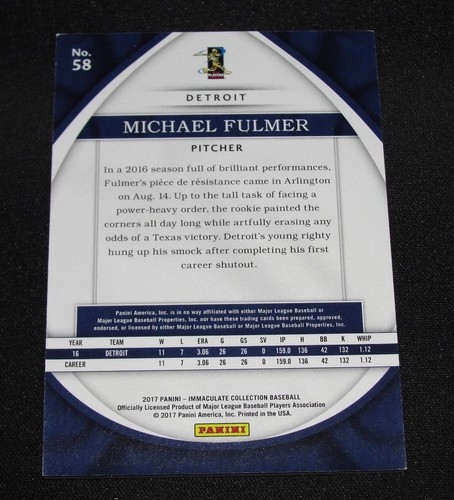 No.
58
DETROIT
MICHAEL FULMER
PITCHER
In a 2016 season full of brilliant performances,
Fulmer's pièce de résistance came in Arlington
on Aug. 14. Up to the tall task of facing a
power-heavy order, the rookie painted the
corners all day long while artfully erasing any
odds of a Texas victory. Detroit's young righty
hung up his smock after completing his first
career shutout.
Panini America, Inc. is in no way affiliated with either Major League Baseball or
Major League Baseball Properties, Inc. nor have these trading cards been prepared, approved,
endorsed, or licensed by either Major League Baseball or Major League Baseball Properties, Inc.
YEAR TEAM W L ERA G GS SV IP H BB K WHIP
16 DETROIT 11 7 3.06 26 26 0 159.0 136 42 132 1.12
CAREER 11 7 3.06 26 26 0 159.0 136 42 132 1.12
2017 PANINI – IMMACULATE COLLECTION BASEBALL
Officially Licensed Product of Major League Baseball Players Association
© 2017 Panini America, Inc. Printed in the USA.
PANINI